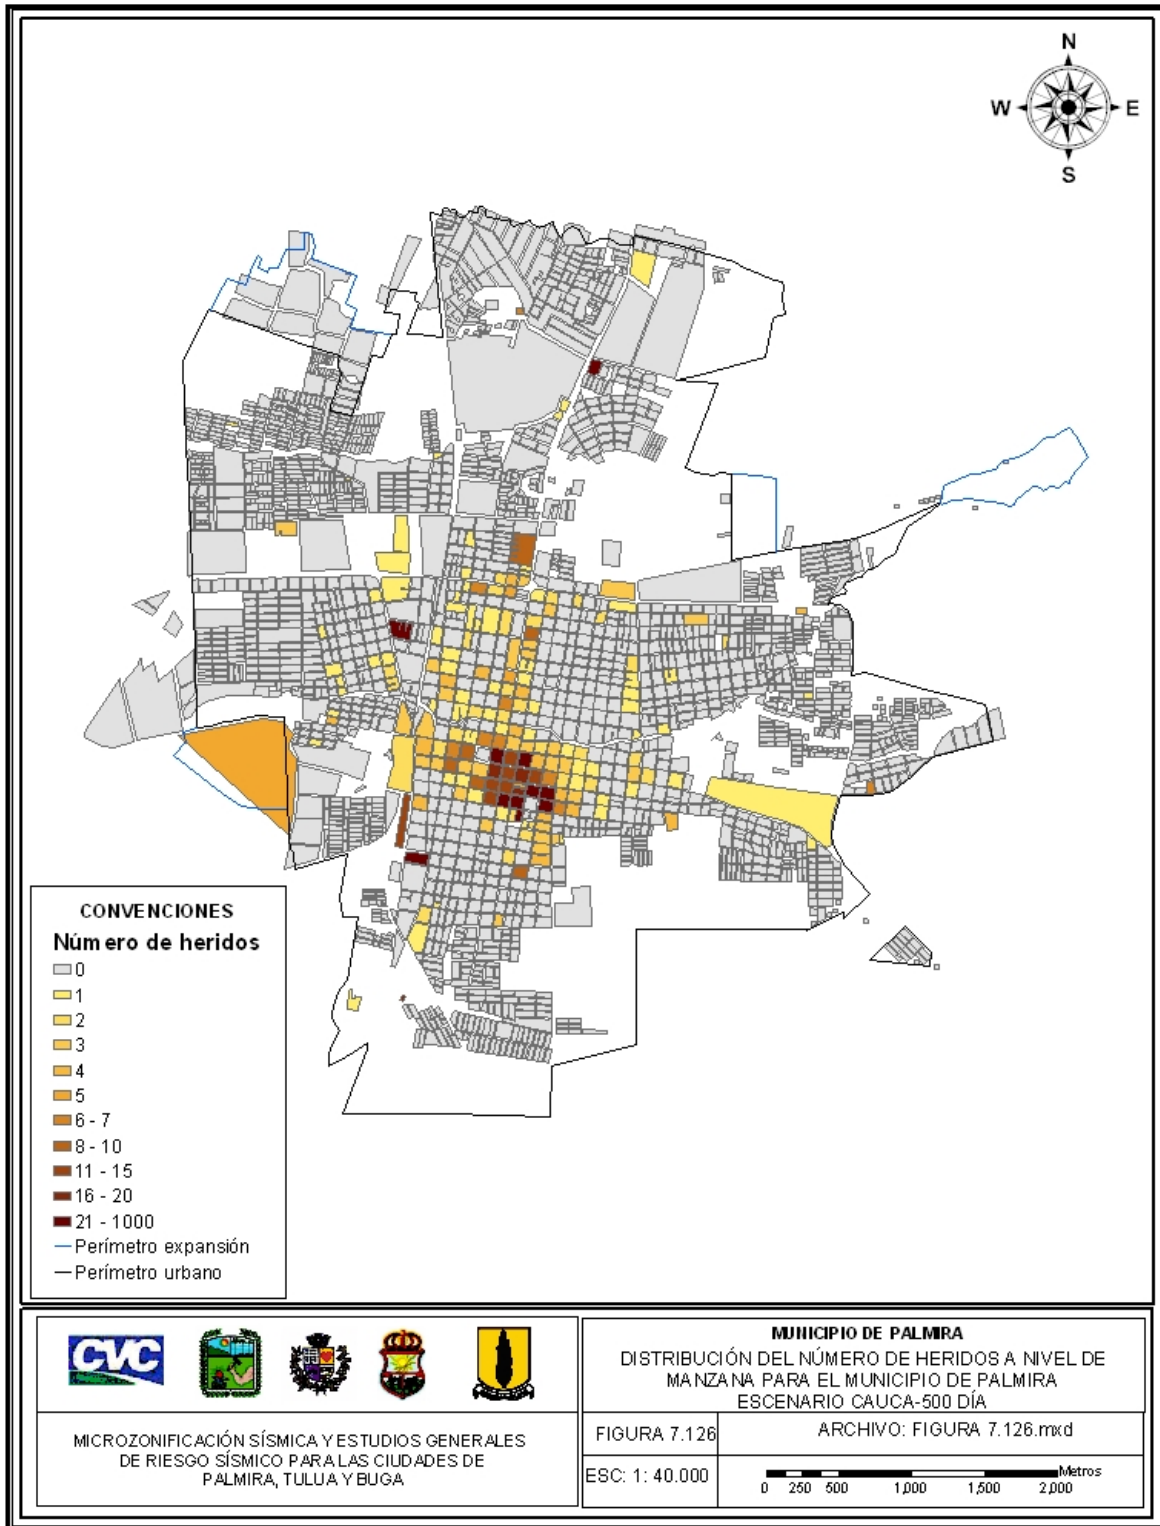 N
W E
S
CONVENCIONES
Número de heridos
0
1
2
3
4
5
6 - 7
8 - 10
11 - 15
16 - 20
21 - 1000
Perímetro expansión
Perímetro urbano
CVC
MICROZONIFICACIÓN SÍSMICA Y ESTUDIOS GENERALES
DE RIESGO SÍSMICO PARA LAS CIUDADES DE
PALMIRA, TULUA Y BUGA
MUNICIPIO DE PALMIRA
DISTRIBUCIÓN DEL NÚMERO DE HERIDOS A NIVEL DE
MANZANA PARA EL MUNICIPIO DE PALMIRA
ESCENARIO CAUCA-500 DÍA
FIGURA 7.126
ARCHIVO: FIGURA 7.126.mxd
ESC: 1: 40.000
Metros
0 250 500 1,000 1,500 2,000